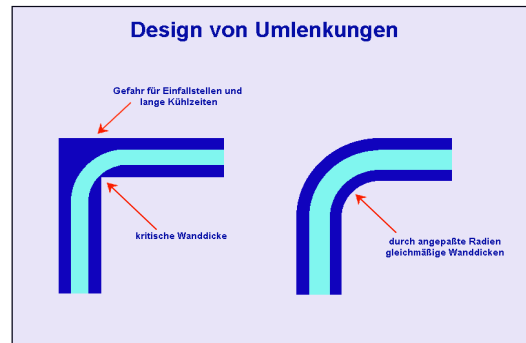 Design von Umlenkungen
Gefahr für Einfallstellen und
lange Kühlzeiten
kritische Wanddicke
durch angepaßte Radien
gleichmäßige Wanddicken